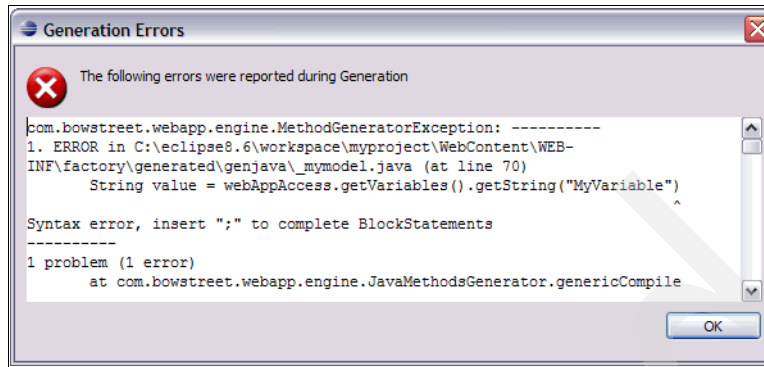 Generation Errors
The following errors were reported during Generation
com.bowstreet.webapp.engine.MethodGeneratorException: ----------
1. ERROR in C:\eclipse8.6\workspace\myproject\WebContent\WEB-
INF\factory\generated\genjava\_mymodel.java (at line 70)
String value = webAppAccess.getVariables().getString("MyVariable")
^
Syntax error, insert ";" to complete BlockStatements
----------
1 problem (1 error)
at com.bowstreet.webapp.engine.JavaMethodsGenerator.genericCompile
OK